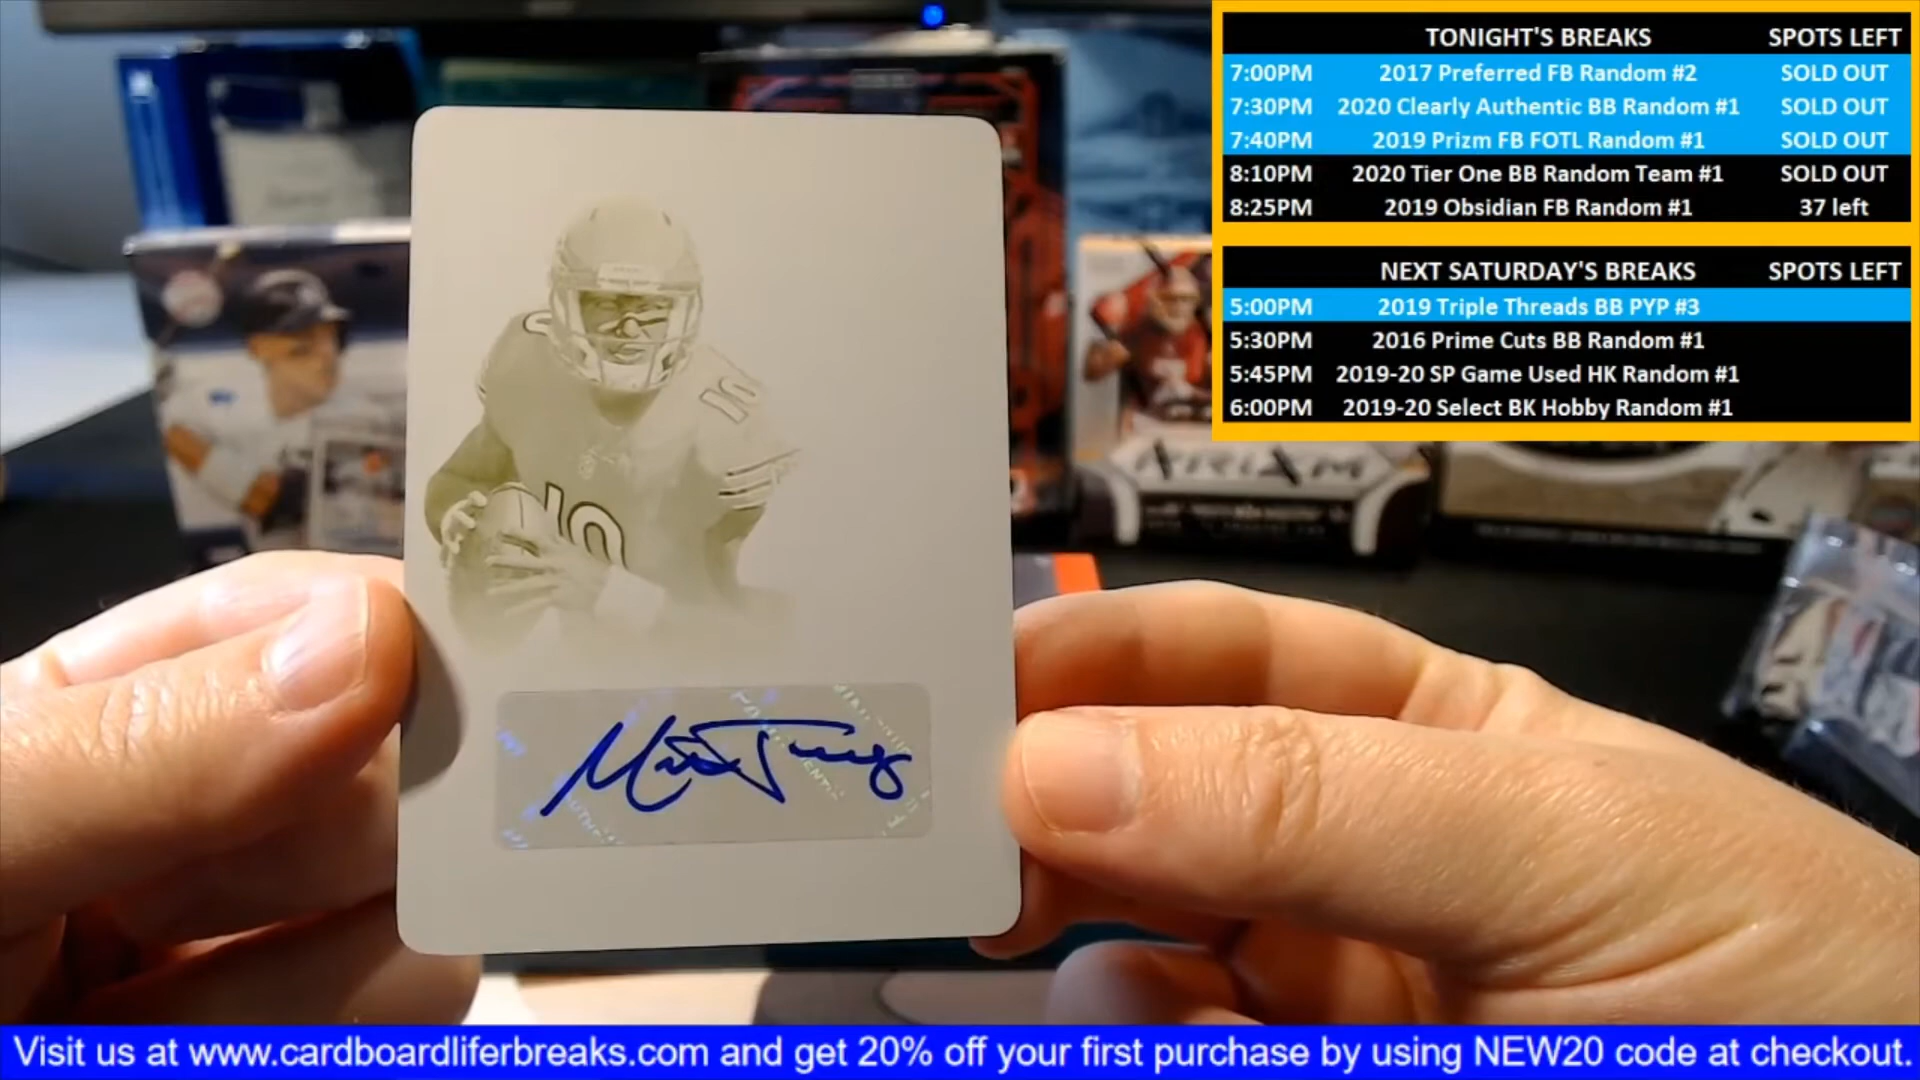 TONIGHT'S BREAKS SPOTS LEFT
7:00PM 2017 Preferred FB Random #2 SOLD OUT
7:30PM 2020 Clearly Authentic BB Random #1 SOLD OUT
7:40PM 2019 Prizm FB FOTL Random #1 SOLD OUT
8:10PM 2020 Tier One BB Random Team #1 SOLD OUT
8:25PM 2019 Obsidian FB Random #1 37 left
NEXT SATURDAY'S BREAKS SPOTS LEFT
5:00PM 2019 Triple Threads BB PYP #3
5:30PM 2016 Prime Cuts BB Random #1
5:45PM 2019-20 SP Game Used HK Random #1
6:00PM 2019-20 Select BK Hobby Random #1
PRIZM
10
10
Visit us at www.cardboardliferbreaks.com and get 20% off your first purchase by using NEW20 code at checkout.